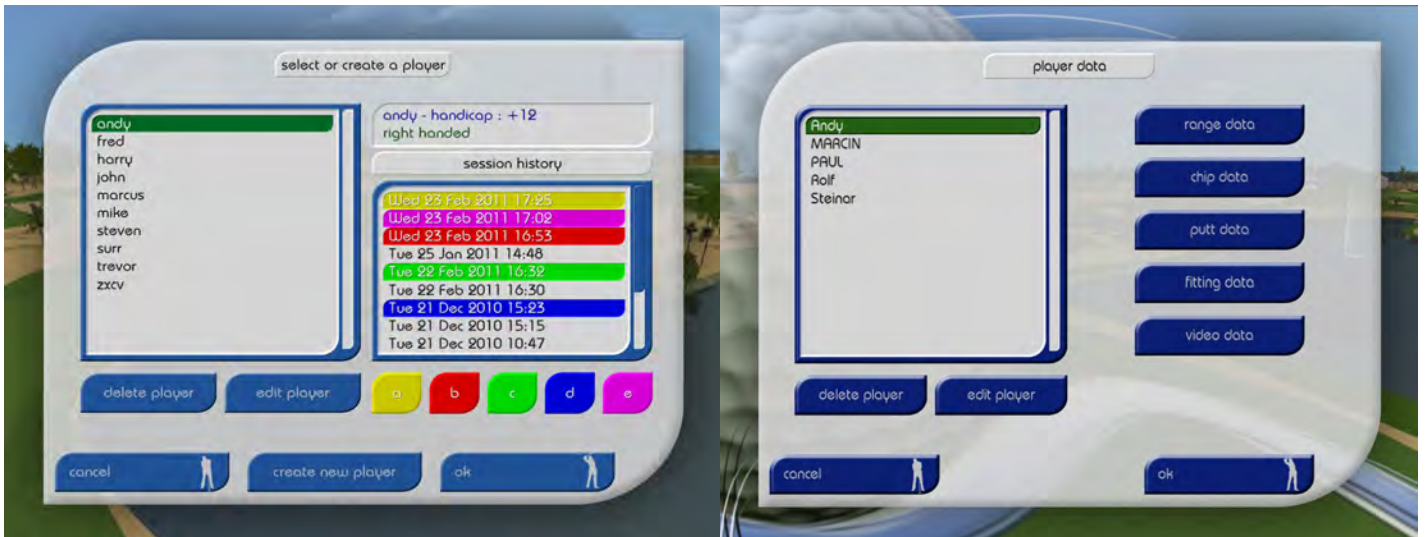 select or create a player
andy
fred
harry
john
marcus
mike
steven
surr
trevor
zxcv
andy - handicap : +12
right handed
session history
Wed 23 Feb 2011 17:25
Wed 23 Feb 2011 17:02
Wed 23 Feb 2011 16:53
Tue 25 Jan 2011 14:48
Tue 22 Feb 2011 16:32
Tue 22 Feb 2011 16:30
Tue 21 Dec 2010 15:23
Tue 21 Dec 2010 15:15
Tue 21 Dec 2010 10:47
delete player
edit player
a
b
c
d
e
cancel
create new player
ok
player data
Andy
MARCIN
PAUL
Rolf
Steinar
range data
chip data
putt data
fitting data
video data
delete player
edit player
cancel
ok